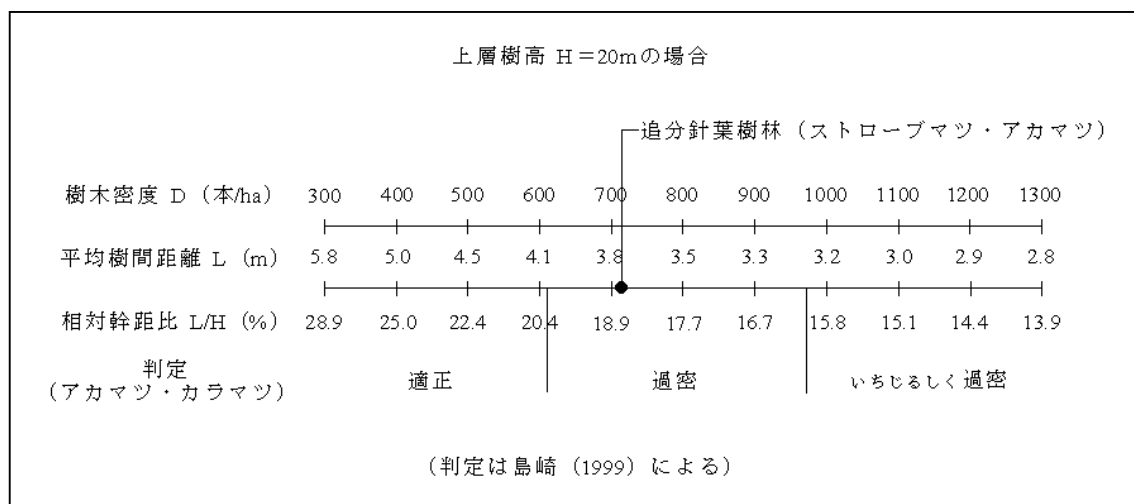 上層樹高 H=20mの場合
追分針葉樹林(ストローブマツ・アカマツ)
樹木密度 D(本/ha) 300 400 500 600 700 800 900 1000 1100 1200 1300
平均樹間距離 L(m) 5.8 5.0 4.5 4.1 3.8 3.5 3.3 3.2 3.0 2.9 2.8
相対幹距比 L/H(%) 28.9 25.0 22.4 20.4 18.9 17.7 16.7 15.8 15.1 14.4 13.9
判定 適正 過密 いちじるしく過密
(アカマツ・カラマツ)
(判定は島崎(1999)による)